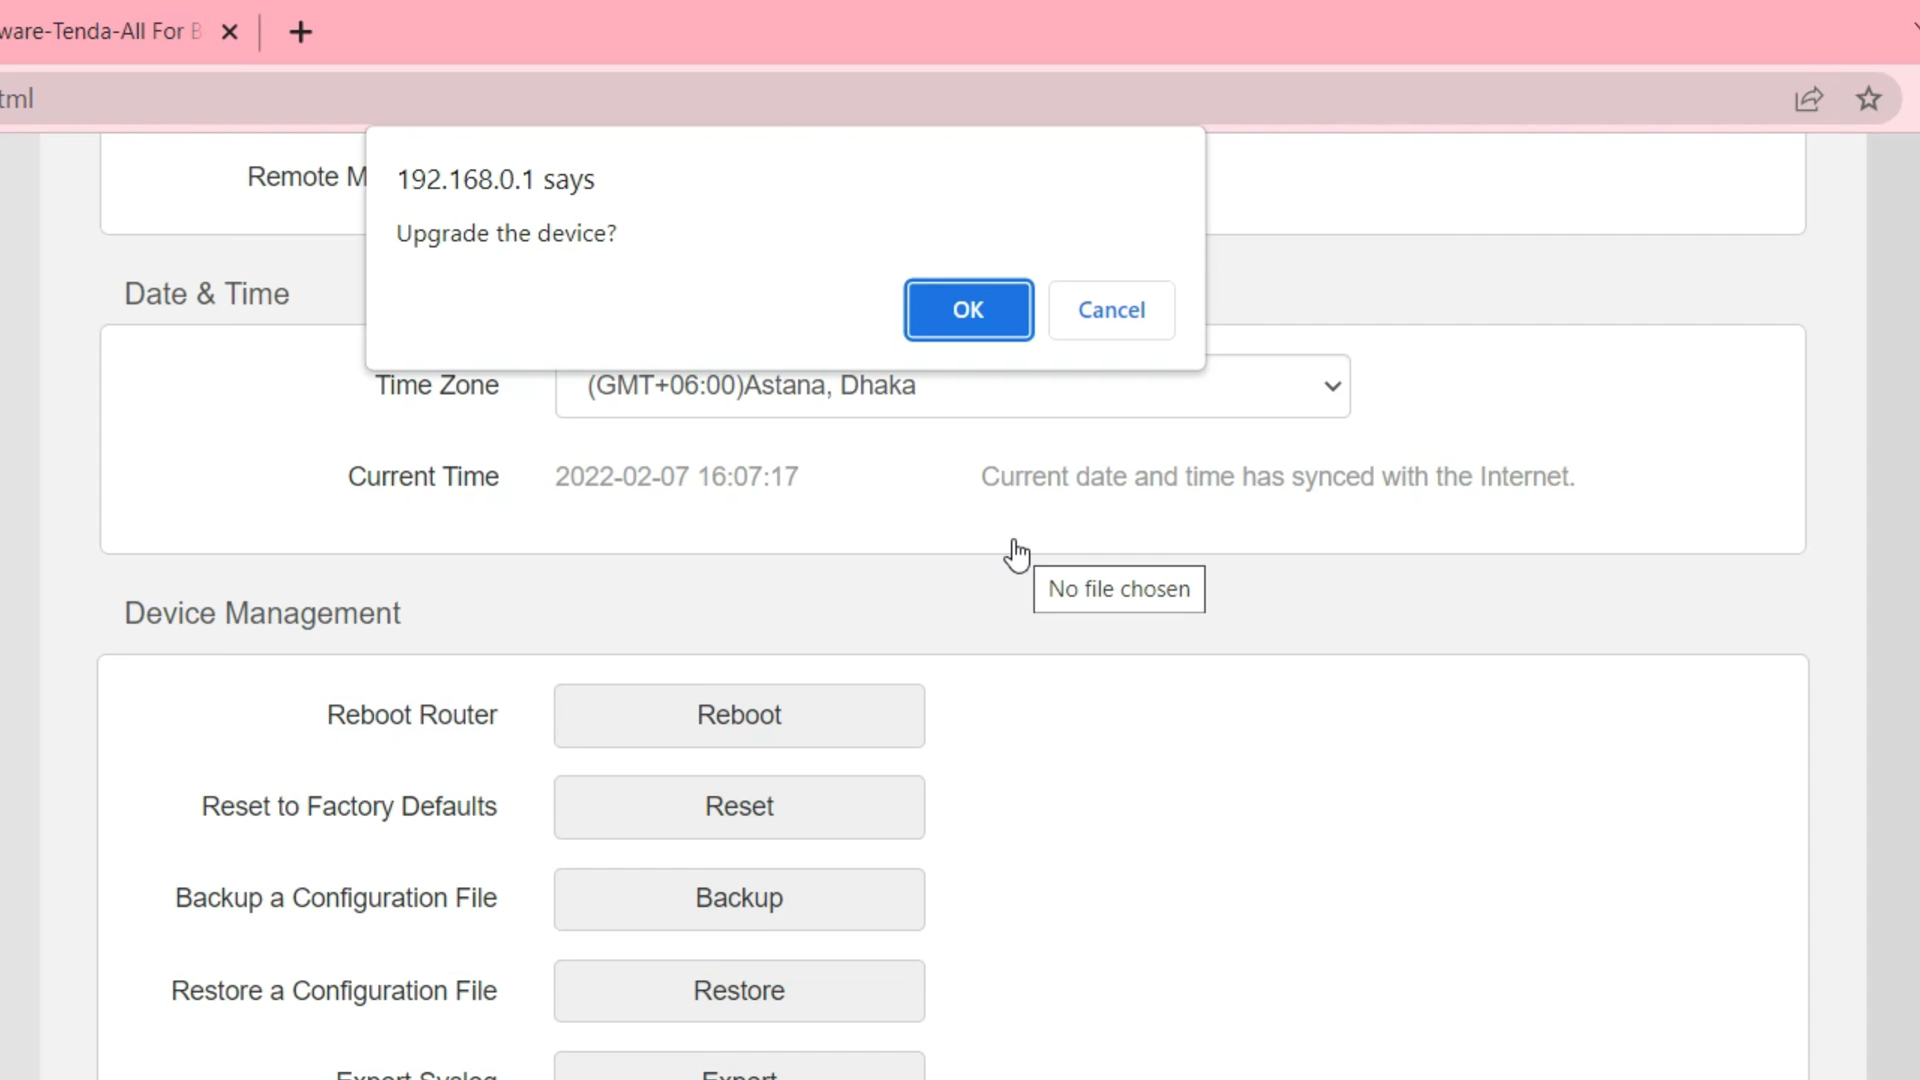 ware-Tenda-All For B
tml
Remote M
192.168.0.1 says
Upgrade the device?
OK
Cancel
Date & Time
Time Zone
(GMT+06:00)Astana, Dhaka
Current Time
2022-02-07 16:07:17
Current date and time has synced with the Internet.
No file chosen
Device Management
Reboot Router
Reboot
Reset to Factory Defaults
Reset
Backup a Configuration File
Backup
Restore a Configuration File
Restore
Export Syslog
Export